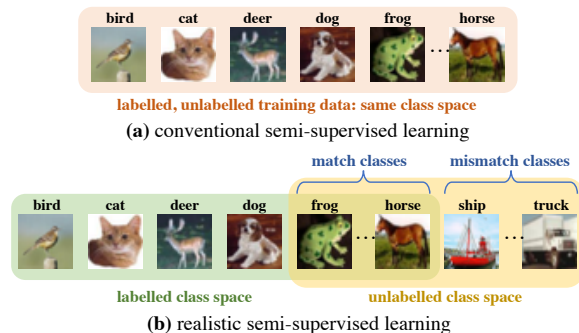 bird cat deer dog frog horse
...
labelled, unlabelled training data: same class space
(a) conventional semi-supervised learning
match classes mismatch classes
bird cat deer dog frog horse ship truck
... ...
labelled class space unlabelled class space
(b) realistic semi-supervised learning